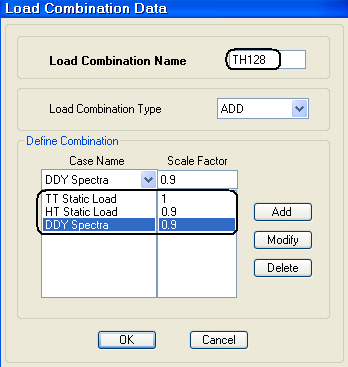 Load Combination Data
Load Combination Name TH128
Load Combination Type ADD
Define Combination
Case Name Scale Factor
DDY Spectra 0.9
TT Static Load 1
HT Static Load 0.9
DDY Spectra 0.9
Add
Modify
Delete
OK Cancel